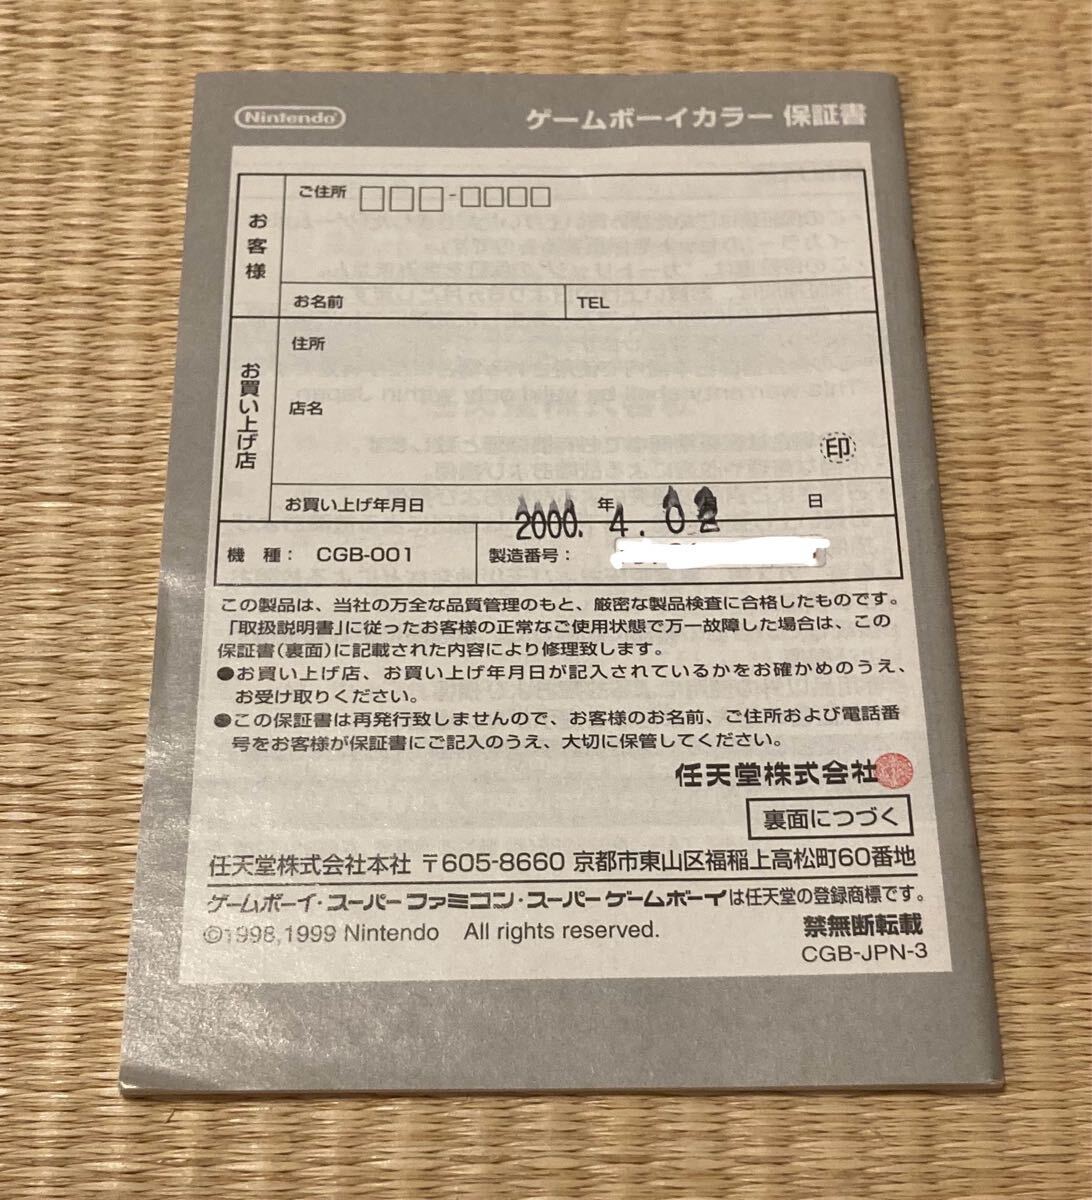 Nintendo
ゲームボーイカラー 保証書
お客様
ご住所 □□□-□□□□
お名前
TEL
お買い上げ店
住所
店名
印
お買い上げ年月日 年 日
2000. 4. 02
機 種： CGB-001
製造番号：
この製品は、当社の万全な品質管理のもと、厳密な製品検査に合格したものです。
「取扱説明書」に従ったお客様の正常なご使用状態で万一故障した場合は、この
保証書（裏面）に記載された内容により修理致します。
●お買い上げ店、お買い上げ年月日が記入されているかをお確かめのうえ、
お受け取りください。
●この保証書は再発行致しませんので、お客様のお名前、ご住所および電話番
号をお客様が保証書にご記入のうえ、大切に保管してください。
任天堂株式会社
裏面につづく
任天堂株式会社本社 〒605-8660 京都市東山区福稲上高松町60番地
ゲームボーイ・スーパーファミコン・スーパーゲームボーイは任天堂の登録商標です。
©1998,1999 Nintendo All rights reserved.
禁無断転載
CGB-JPN-3